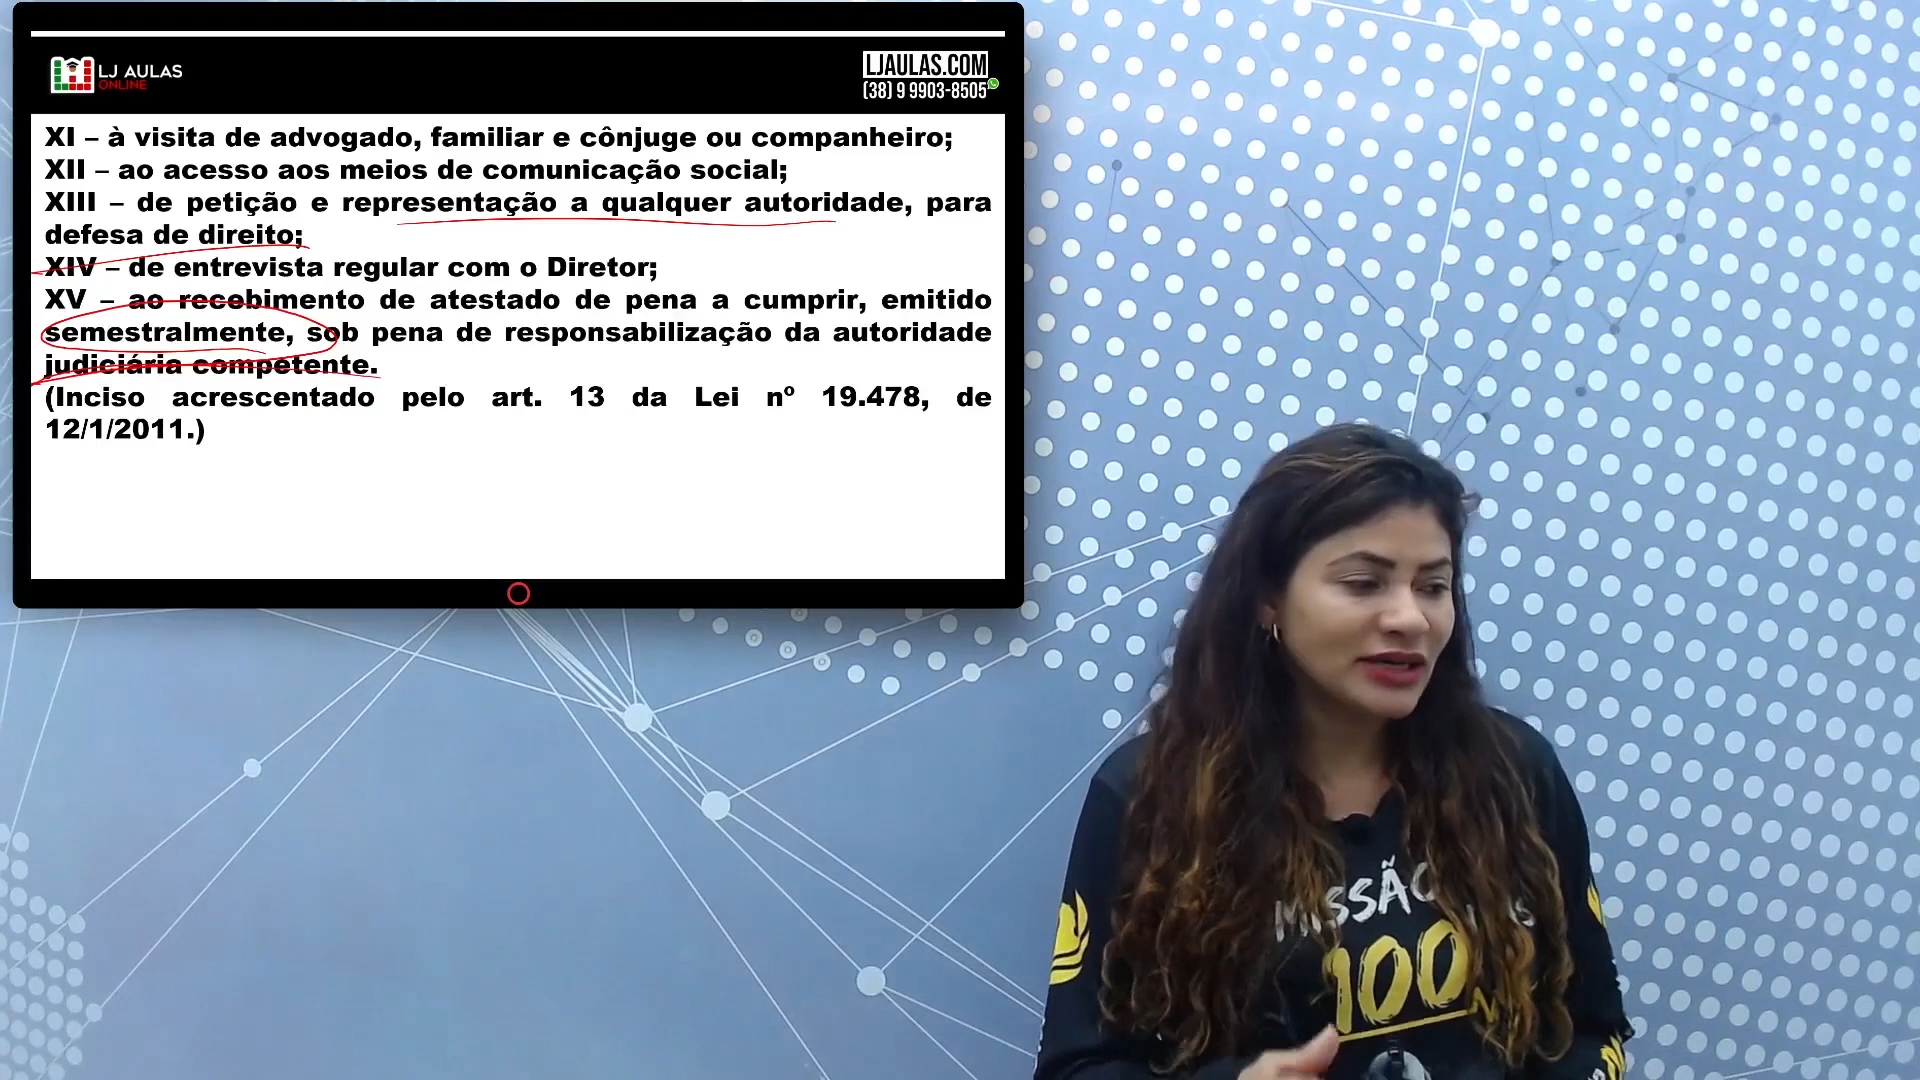 LJ AULAS
ONLINE
LJAULAS.COM
(38) 9 9903-8505
XI – à visita de advogado, familiar e cônjuge ou companheiro;
XII – ao acesso aos meios de comunicação social;
XIII – de petição e representação a qualquer autoridade, para
defesa de direito;
XIV – de entrevista regular com o Diretor;
XV – ao recebimento de atestado de pena a cumprir, emitido
semestralmente, sob pena de responsabilização da autoridade
judiciária competente.
(Inciso acrescentado pelo art. 13 da Lei nº 19.478, de
12/1/2011.)
MISSÃO
100